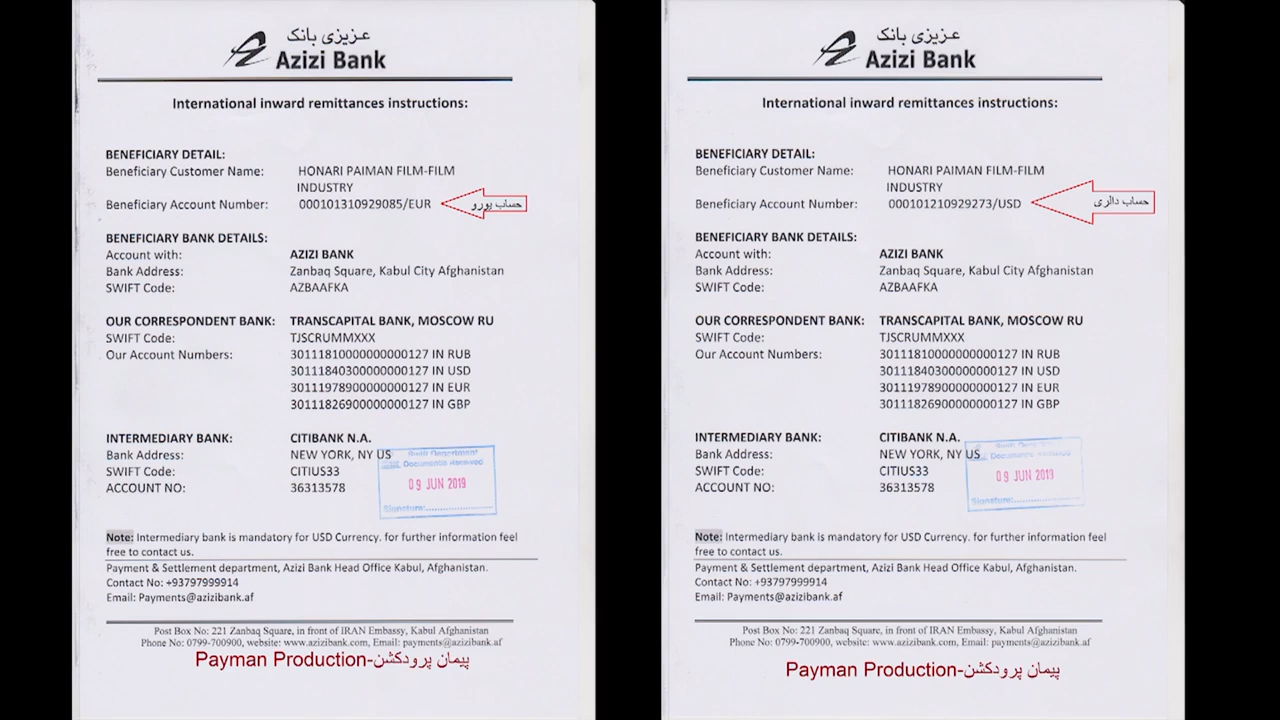 عزیزی بانک
Azizi Bank
International inward remittances instructions:
BENEFICIARY DETAIL:
Beneficiary Customer Name: HONARI PAIMAN FILM-FILM
INDUSTRY
Beneficiary Account Number: 000101310929085/EUR حساب یورو
BENEFICIARY BANK DETAILS:
Account with: AZIZI BANK
Bank Address: Zanbaq Square, Kabul City Afghanistan
SWIFT Code: AZBAAFKA
OUR CORRESPONDENT BANK: TRANSCAPITAL BANK, MOSCOW RU
SWIFT Code: TJSCRUMMXXX
Our Account Numbers: 30111810000000000127 IN RUB
30111840300000000127 IN USD
30111978900000000127 IN EUR
30111826900000000127 IN GBP
INTERMEDIARY BANK: CITIBANK N.A.
Bank Address: NEW YORK, NY US
SWIFT Code: CITIUS33
ACCOUNT NO: 36313578
Swift Department
Documents Received
09 JUN 2019
Signature:
Note: Intermediary bank is mandatory for USD Currency. for further information feel
free to contact us.
Payment & Settlement department, Azizi Bank Head Office Kabul, Afghanistan.
Contact No: +93797999914
Email: Payments@azizibank.af
Post Box No: 221 Zanbaq Square, in front of IRAN Embassy, Kabul Afghanistan
Phone No: 0799-700900, website: www.azizibank.com, Email: payments@azizibank.af
Payman Production-پیمان پرودکشن
عزیزی بانک
Azizi Bank
International inward remittances instructions:
BENEFICIARY DETAIL:
Beneficiary Customer Name: HONARI PAIMAN FILM-FILM
INDUSTRY
Beneficiary Account Number: 000101210929273/USD حساب دالری
BENEFICIARY BANK DETAILS:
Account with: AZIZI BANK
Bank Address: Zanbaq Square, Kabul City Afghanistan
SWIFT Code: AZBAAFKA
OUR CORRESPONDENT BANK: TRANSCAPITAL BANK, MOSCOW RU
SWIFT Code: TJSCRUMMXXX
Our Account Numbers: 30111810000000000127 IN RUB
30111840300000000127 IN USD
30111978900000000127 IN EUR
30111826900000000127 IN GBP
INTERMEDIARY BANK: CITIBANK N.A.
Bank Address: NEW YORK, NY US
SWIFT Code: CITIUS33
ACCOUNT NO: 36313578
Swift Department
Documents Received
09 JUN 2019
Signature:
Note: Intermediary bank is mandatory for USD Currency. for further information feel
free to contact us.
Payment & Settlement department, Azizi Bank Head Office Kabul, Afghanistan.
Contact No: +93797999914
Email: Payments@azizibank.af
Post Box No: 221 Zanbaq Square, in front of IRAN Embassy, Kabul Afghanistan
Phone No: 0799-700900, website: www.azizibank.com, Email: payments@azizibank.af
Payman Production-پیمان پرودکشن